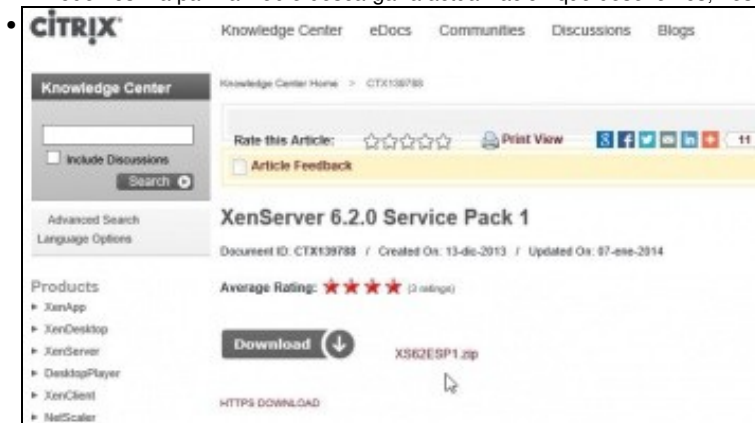 CİTRIX
Knowledge Center eDocs Communities Discussions Blogs
Knowledge Center
Include Discussions
Search
Advanced Search
Language Options
Products
XenApp
XenDesktop
XenServer
DesktopPlayer
XenClient
NetScaler
Knowledge Center Home > CTX139788
Rate this Article: Print View 11
Article Feedback
XenServer 6.2.0 Service Pack 1
Document ID: CTX139788 / Created On: 13-dic-2013 / Updated On: 07-ene-2014
Average Rating: (3 ratings)
Download XS62ESP1.zip
HTTPS DOWNLOAD